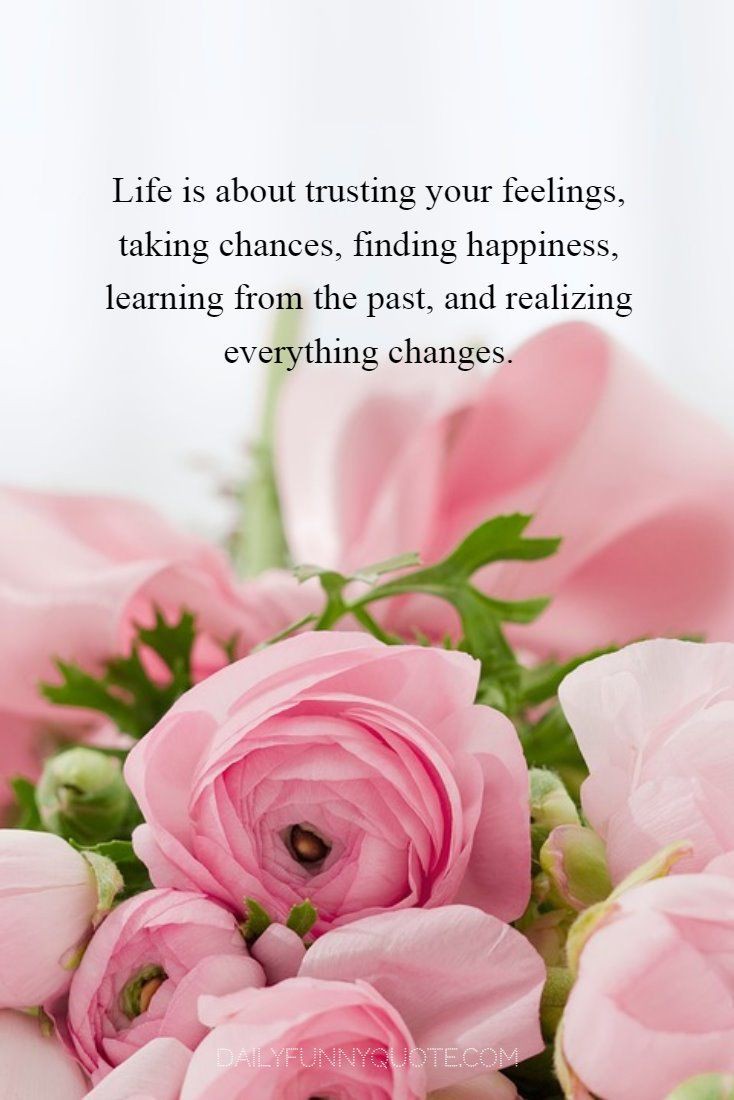 Life is about trusting your feelings,
taking chances, finding happiness,
learning from the past, and realizing
everything changes.
DAILYFUNNYQUOTE.COM